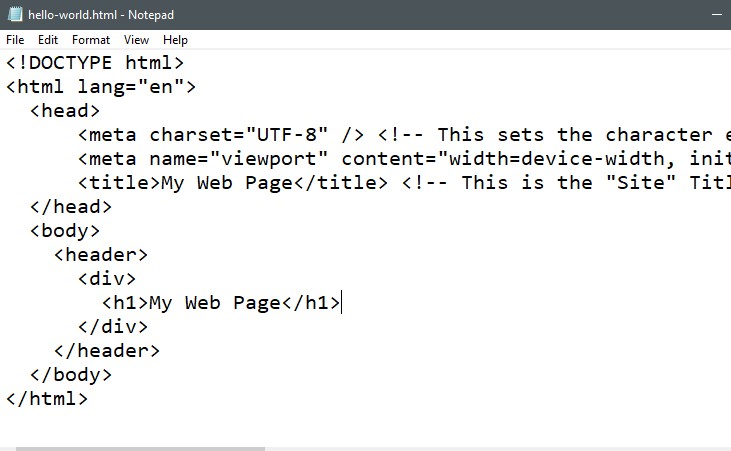 hello-world.html - Notepad
File Edit Format View Help
<!DOCTYPE html>
<html lang="en">
  <head>
      <meta charset="UTF-8" /> <!-- This sets the character
      <meta name="viewport" content="width=device-width,
      <title>My Web Page</title> <!-- This is the "Site"
  </head>
  <body>
    <header>
      <div>
        <h1>My Web Page</h1>
      </div>
    </header>
  </body>
</html>